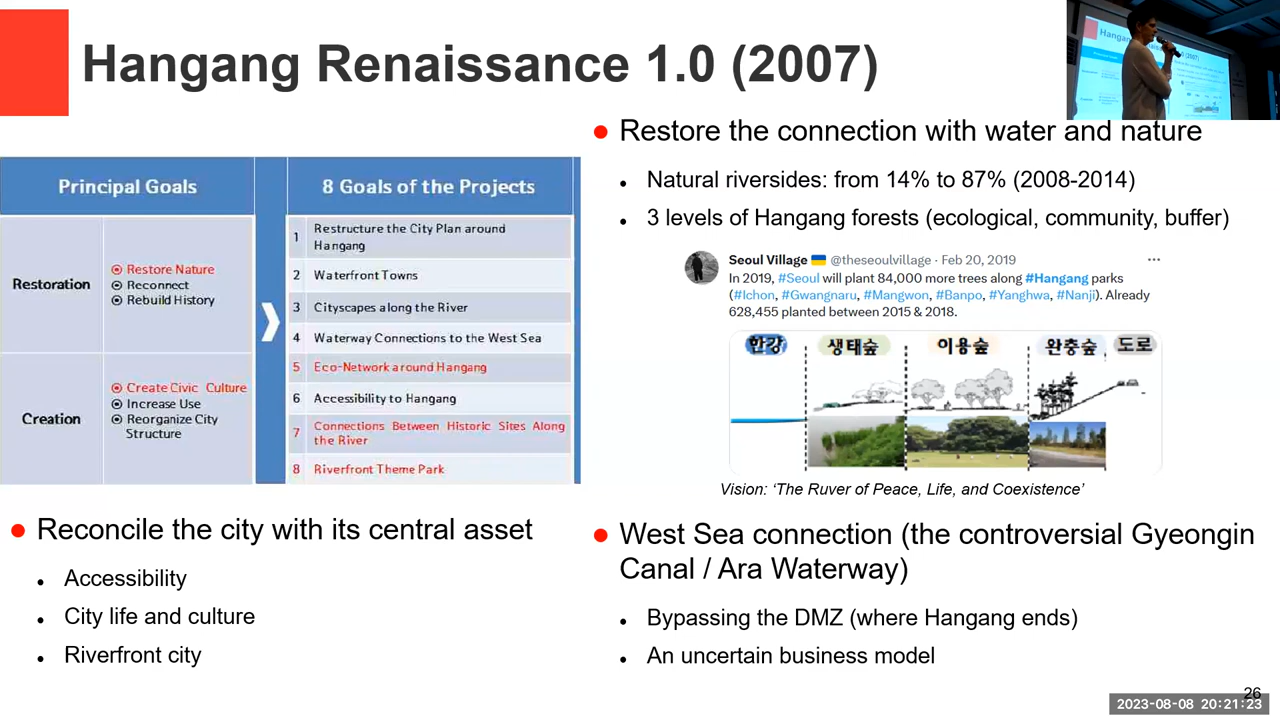 Hangang Renaissance 1.0 (2007)
Principal Goals
8 Goals of the Projects
Restoration
Restore Nature
Reconnect
Rebuild History
Creation
Create Civic Culture
Increase Use
Reorganize City
Structure
1 Restructure the City Plan around
Hangang
2 Waterfront Towns
3 Cityscapes along the River
4 Waterway Connections to the West Sea
5 Eco-Network around Hangang
6 Accessibility to Hangang
7 Connections Between Historic Sites Along
the River
8 Riverfront Theme Park
Reconcile the city with its central asset
Accessibility
City life and culture
Riverfront city
Restore the connection with water and nature
Natural riversides: from 14% to 87% (2008-2014)
3 levels of Hangang forests (ecological, community, buffer)
Seoul Village @theseoulvillage · Feb 20, 2019
In 2019, #Seoul will plant 84,000 more trees along #Hangang parks
(#Ichon, #Gwangnaru, #Mangwon, #Banpo, #Yanghwa, #Nanji). Already
628,455 planted between 2015 & 2018.
한강 생태숲 이용숲 완충숲 도로
Vision: ‘The Ruver of Peace, Life, and Coexistence’
West Sea connection (the controversial Gyeongin
Canal / Ara Waterway)
Bypassing the DMZ (where Hangang ends)
An uncertain business model
26
2023-08-08 20:21:23